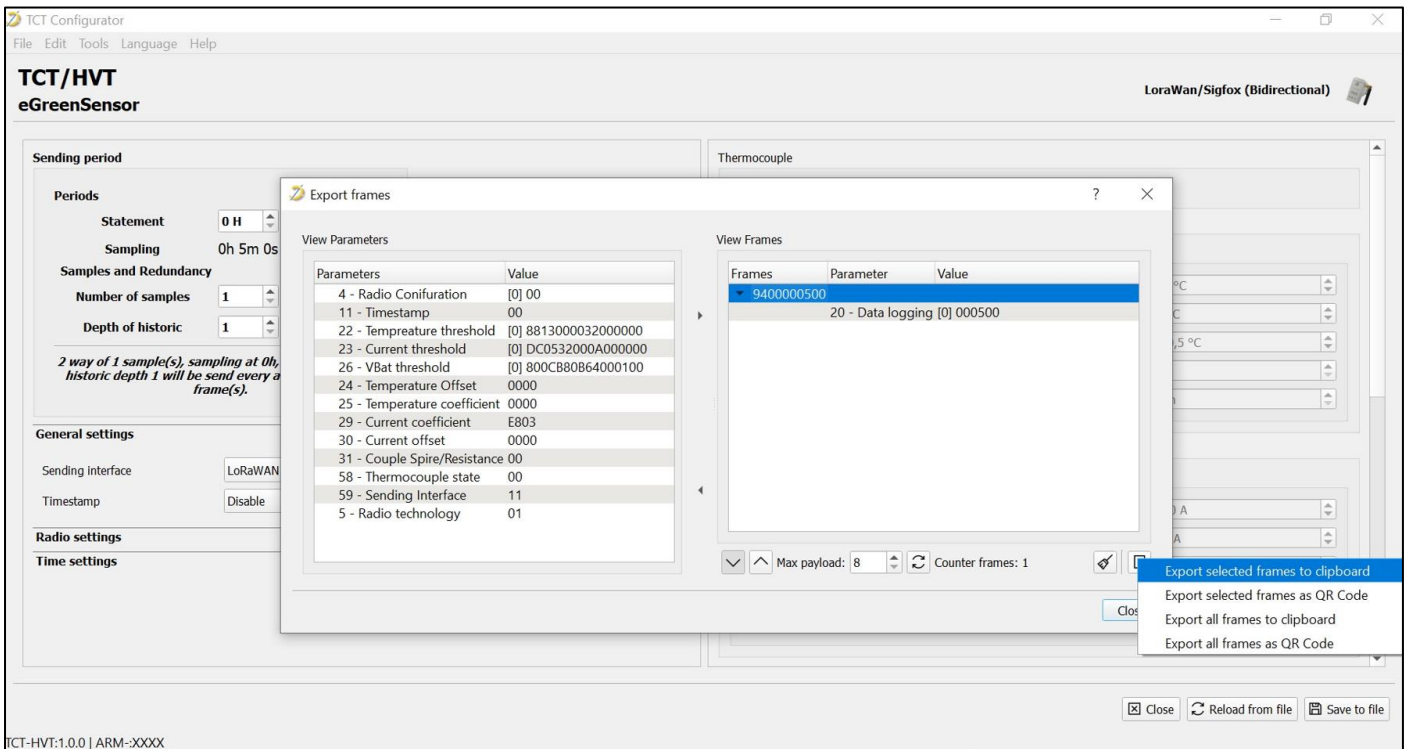 TCT Configurator
File Edit Tools Language Help
TCT/HVT
eGreenSensor
LoraWan/Sigfox (Bidirectional)
Sending period
Thermocouple
Periods
Statement 0 H
Sampling 0h 5m 0s
Samples and Redundancy
Number of samples 1
Depth of historic 1
2 way of 1 sample(s), sampling at 0h,
historic depth 1 will be send every a
frame(s).
General settings
Sending interface LoRaWAN
Timestamp Disable
Radio settings
Time settings
Export frames ?
View Parameters
Parameters Value
4 - Radio Conifuration [0] 00
11 - Timestamp 00
22 - Tempreature threshold [0] 8813000032000000
23 - Current threshold [0] DC0532000A000000
26 - VBat threshold [0] 800CB80B64000100
24 - Temperature Offset 0000
25 - Temperature coefficient 0000
29 - Current coefficient E803
30 - Current offset 0000
31 - Couple Spire/Resistance 00
58 - Thermocouple state 00
59 - Sending Interface 11
5 - Radio technology 01
View Frames
Frames Parameter Value
9400000500
20 - Data logging [0] 000500
Max payload: 8 Counter frames: 1
Export selected frames to clipboard
Export selected frames as QR Code
Export all frames to clipboard
Export all frames as QR Code
°C
,5 °C
A
A
Close Reload from file Save to file
TCT-HVT:1.0.0 | ARM-:XXXX